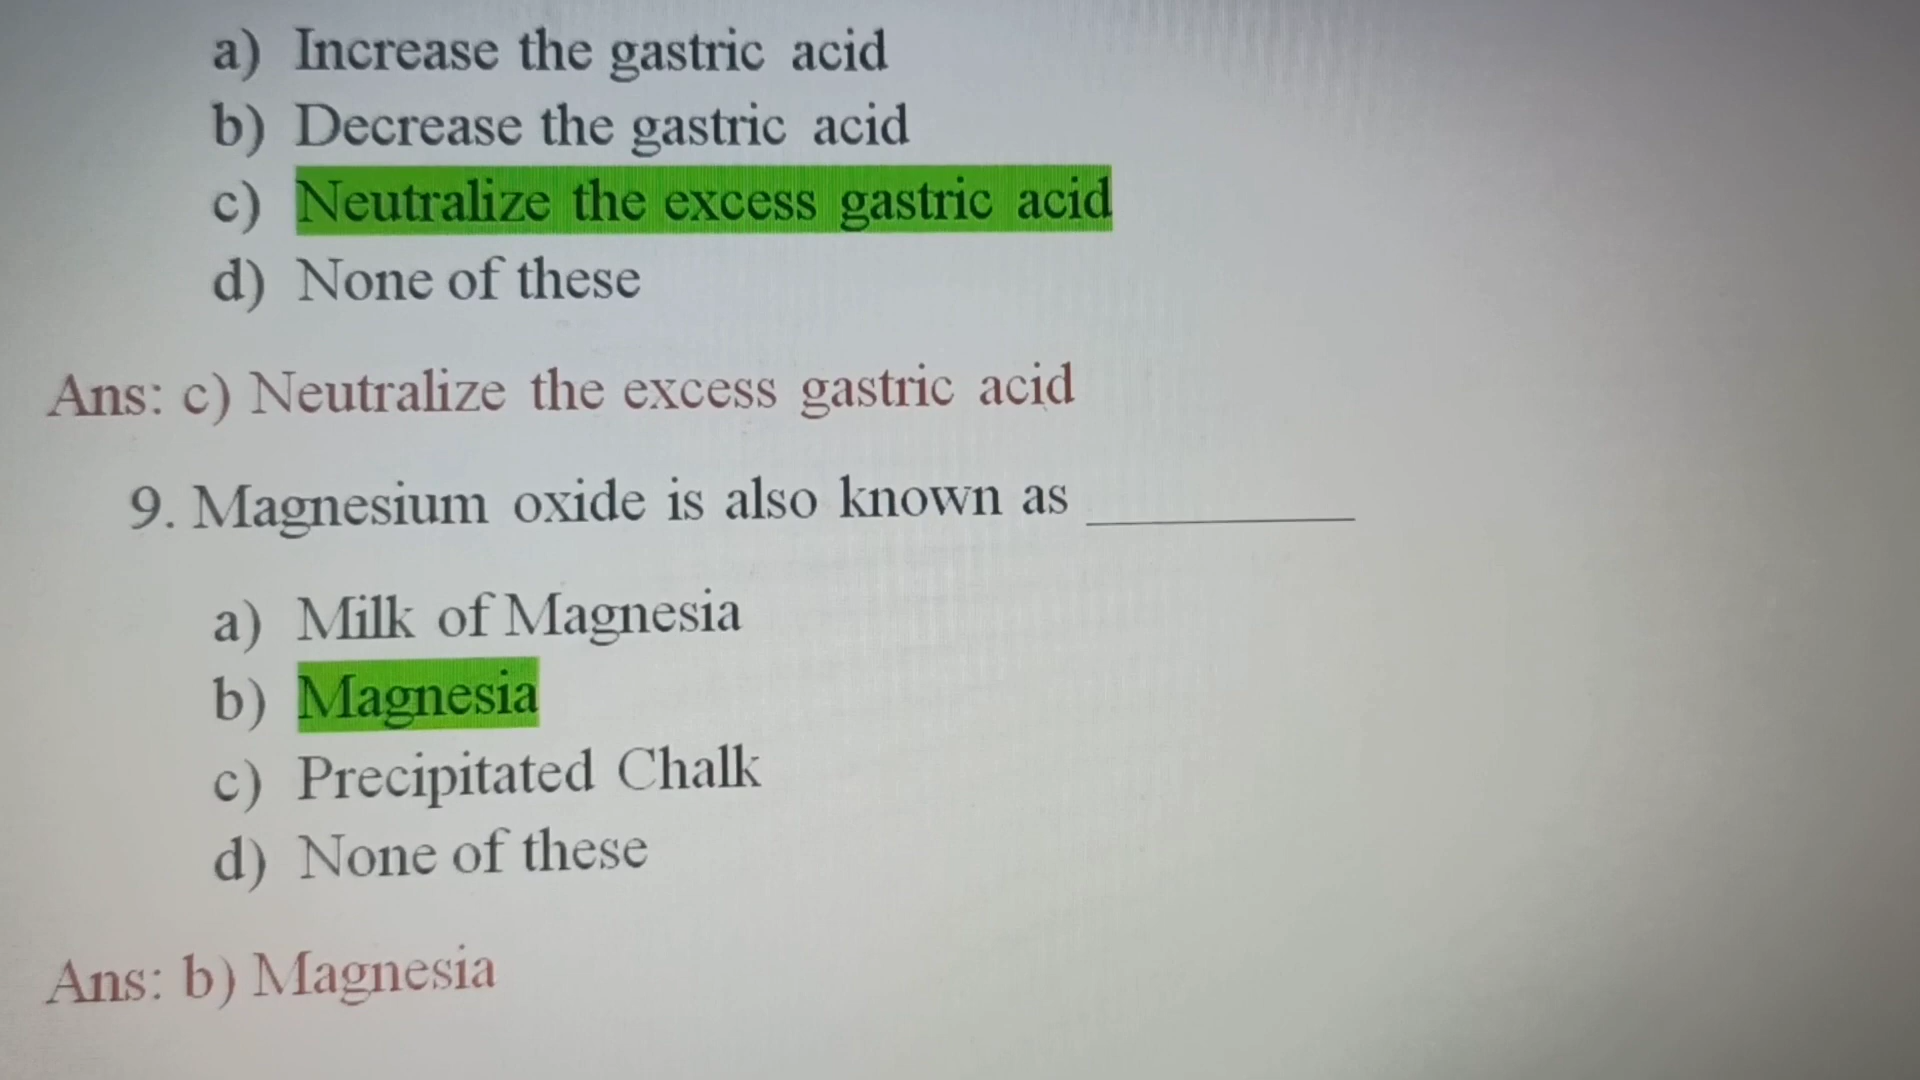 a) Increase the gastric acid
b) Decrease the gastric acid
c) Neutralize the excess gastric acid
d) None of these
Ans: c) Neutralize the excess gastric acid
9. Magnesium oxide is also known as __________
a) Milk of Magnesia
b) Magnesia
c) Precipitated Chalk
d) None of these
Ans: b) Magnesia